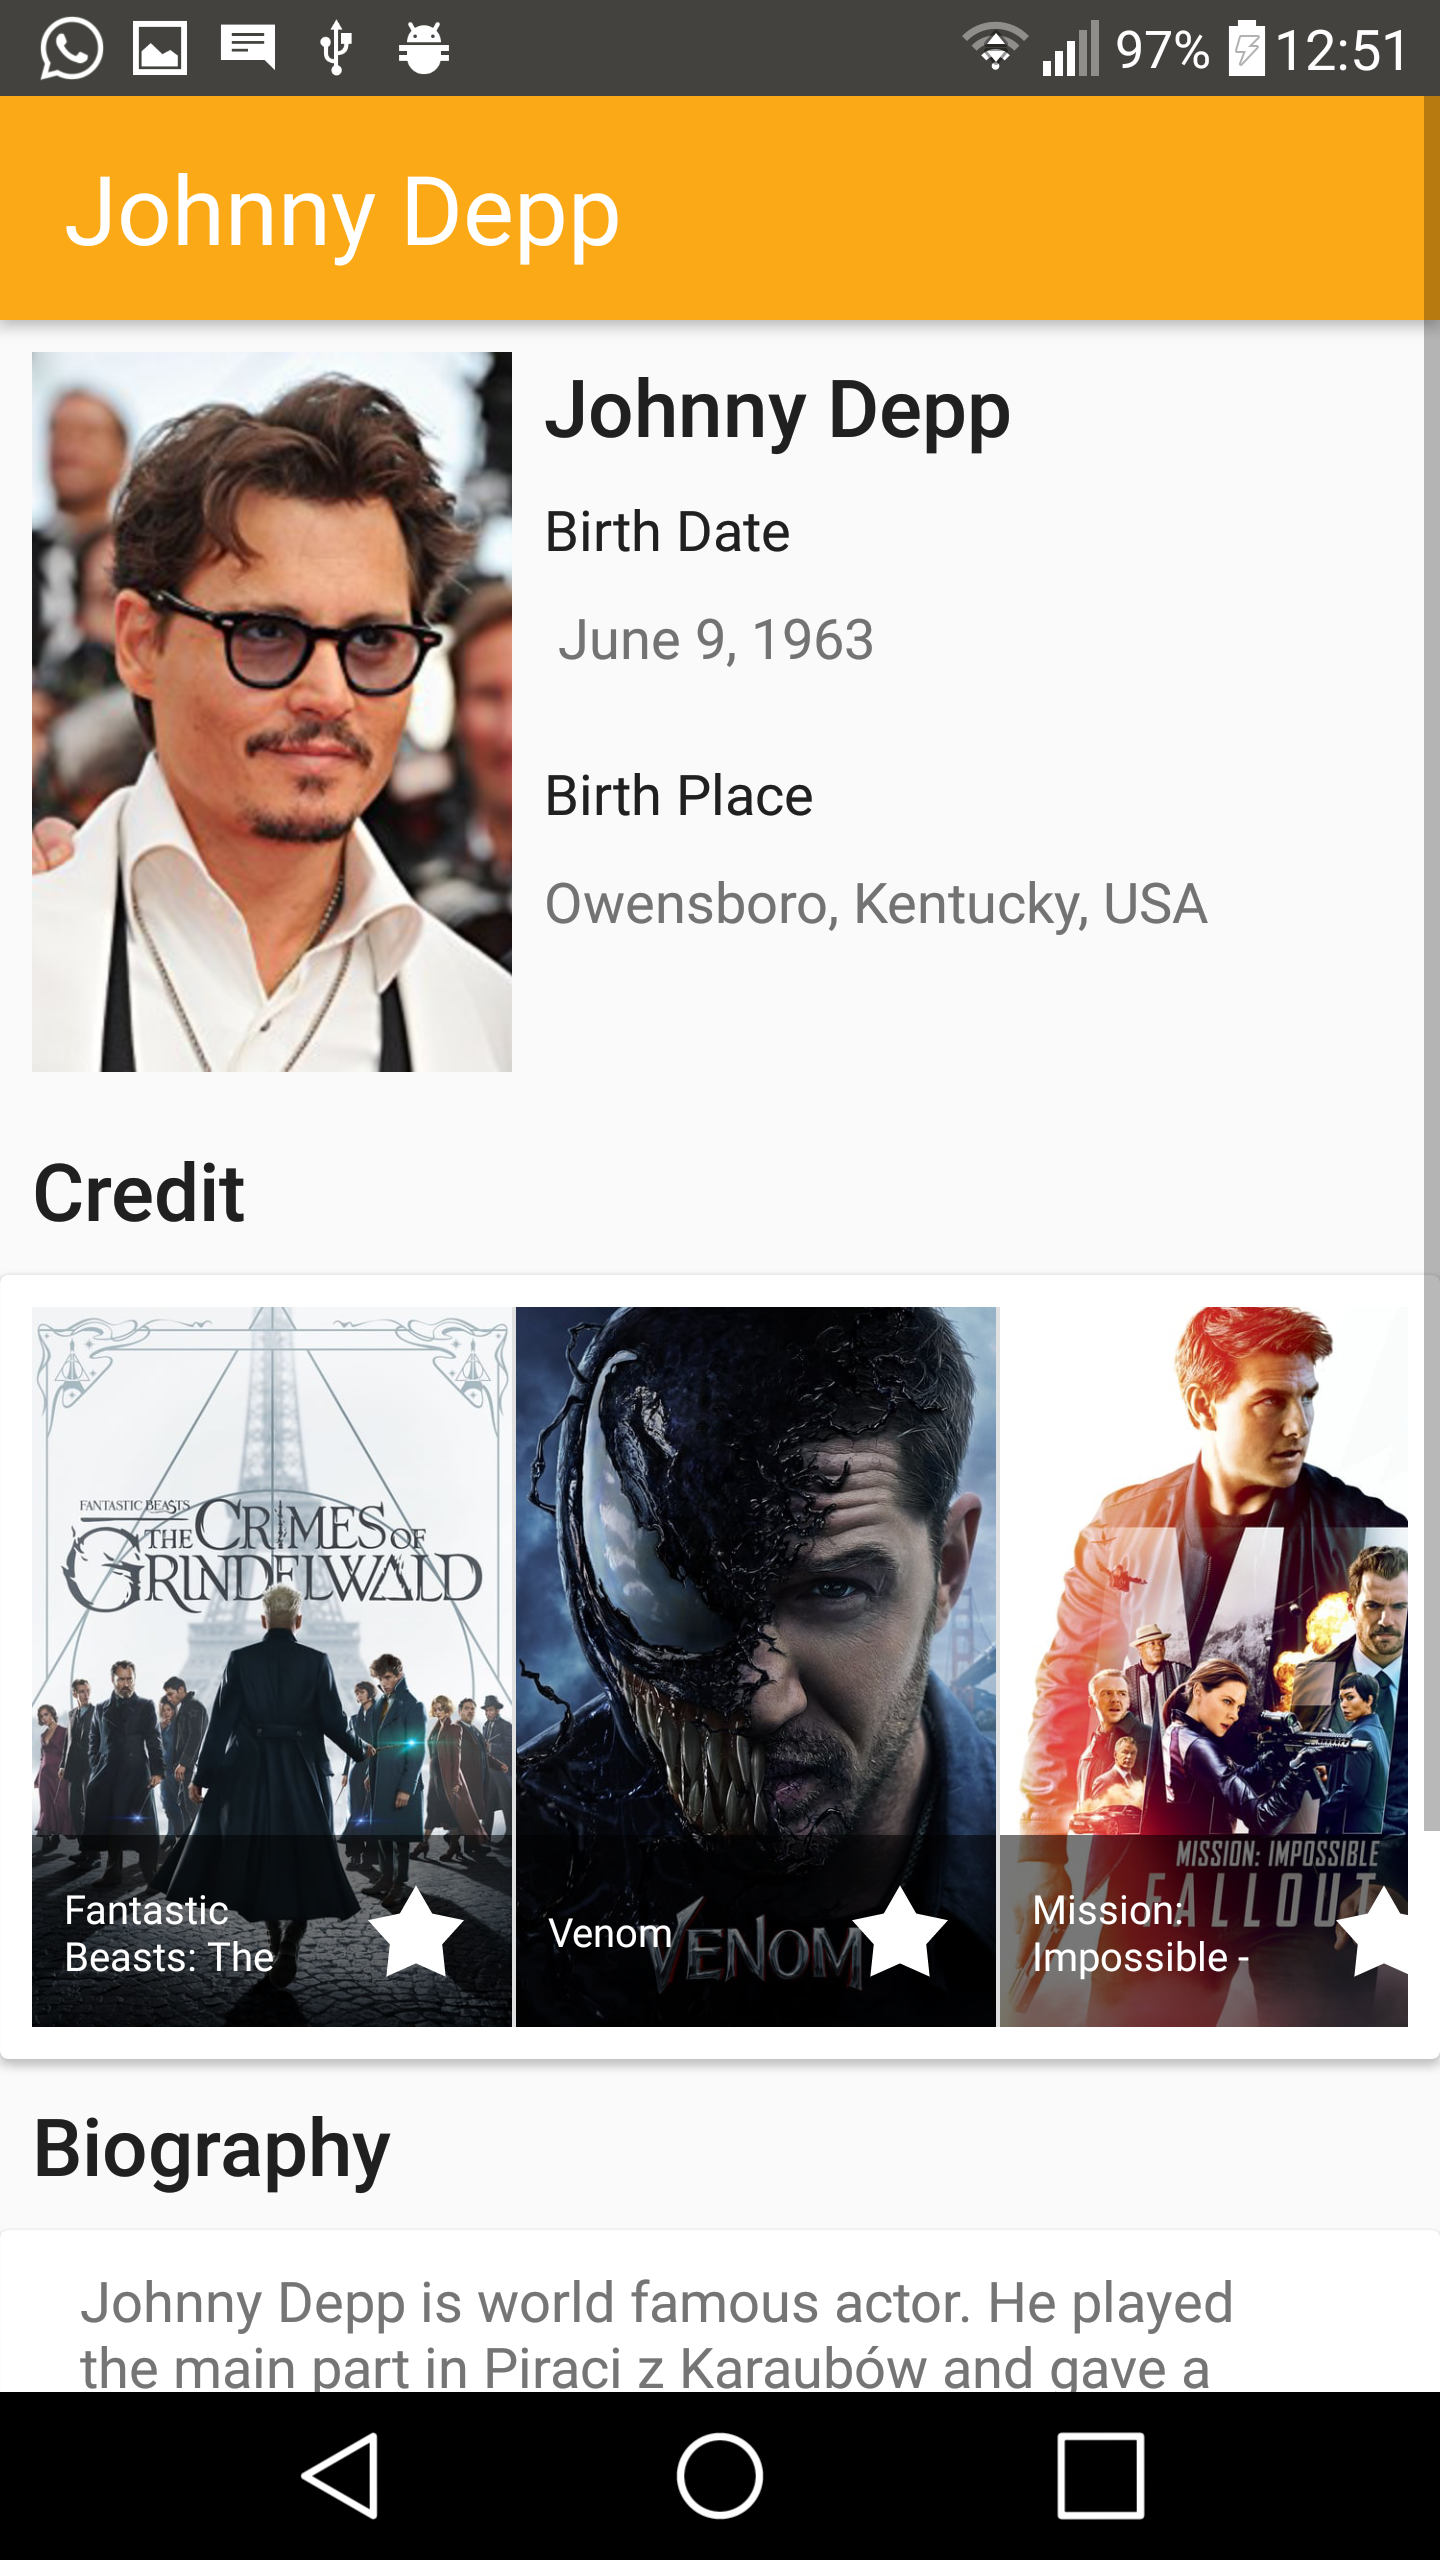 97% 12:51
Johnny Depp
Johnny Depp
Birth Date
June 9, 1963
Birth Place
Owensboro, Kentucky, USA
Credit
FANTASTIC BEASTS
THE CRIMES OF
GRINDELWALD
Fantastic
Beasts: The
VENOM
Venom
MISSION: IMPOSSIBLE
FALLOUT
Mission:
Impossible -
Biography
Johnny Depp is world famous actor. He played
the main part in Piraci z Karaubów and gave a